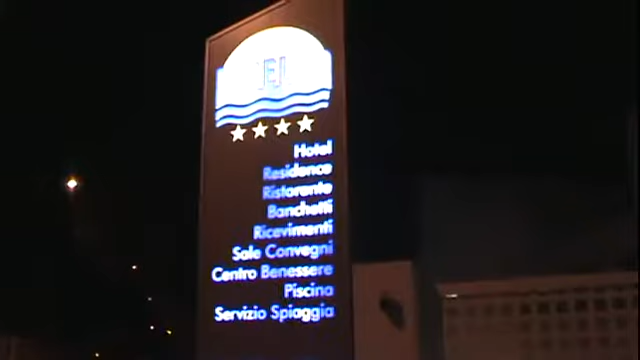 Hotel
Residence
Ristorante
Banchetti
Ricevimenti
Sale Convegni
Centro Benessere
Piscina
Servizio Spiaggia